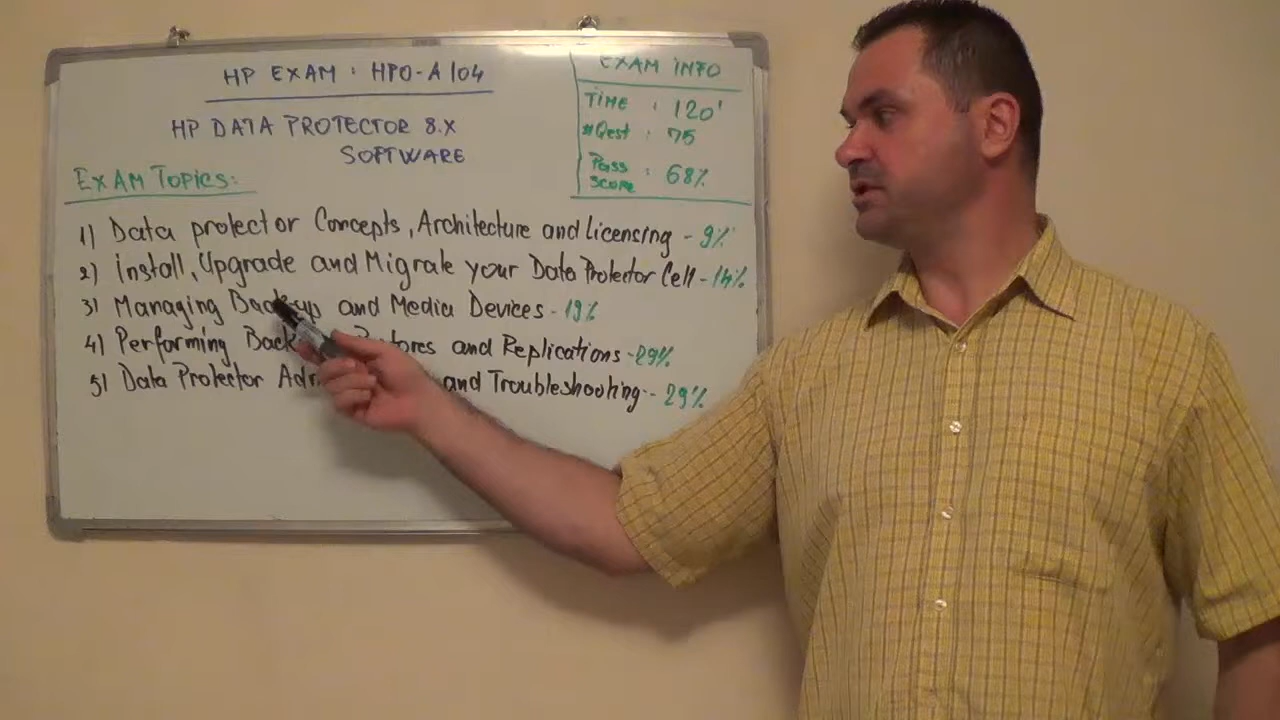 HP EXAM : HPO-A104
HP DATA PROTECTOR 8.X
SOFTWARE
EXAM INFO
TIME : 120'
#Qest : 75
Pass Score : 68%
EXAM TOPICS:
1) Data protector Concepts, Architecture and Licensing - 9%
2) Install, Upgrade and Migrate your Data Protector Cell - 14%
3) Managing Backup and Media Devices - 19%
4) Performing and Replications - 29%
5) Data Protector and Troubleshooting - 29%